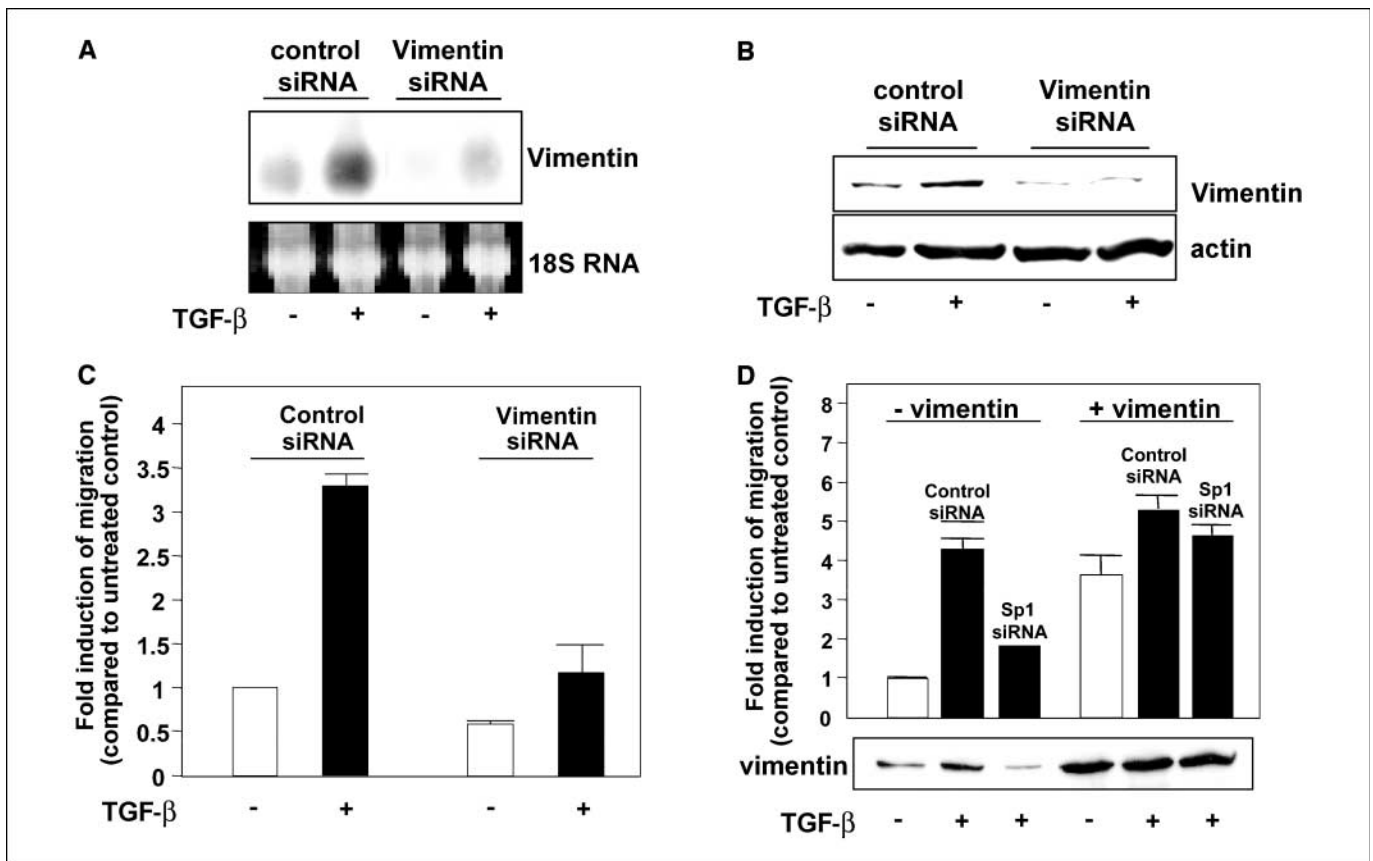 A
control
siRNA
Vimentin
siRNA
Vimentin
18S RNA
TGF-β - + - +
B
control
siRNA
Vimentin
siRNA
Vimentin
actin
TGF-β - + - +
C
Fold induction of migration
(compared to untreated control)
4
3.5
3
2.5
2
1.5
1
0.5
0
Control
siRNA
Vimentin
siRNA
TGF-β - + - +
D
Fold induction of migration
(compared to untreated control)
8
7
6
5
4
3
2
1
0
- vimentin
+ vimentin
Control
siRNA
Sp1
siRNA
Control
siRNA
Sp1
siRNA
vimentin
TGF-β - + + - + +